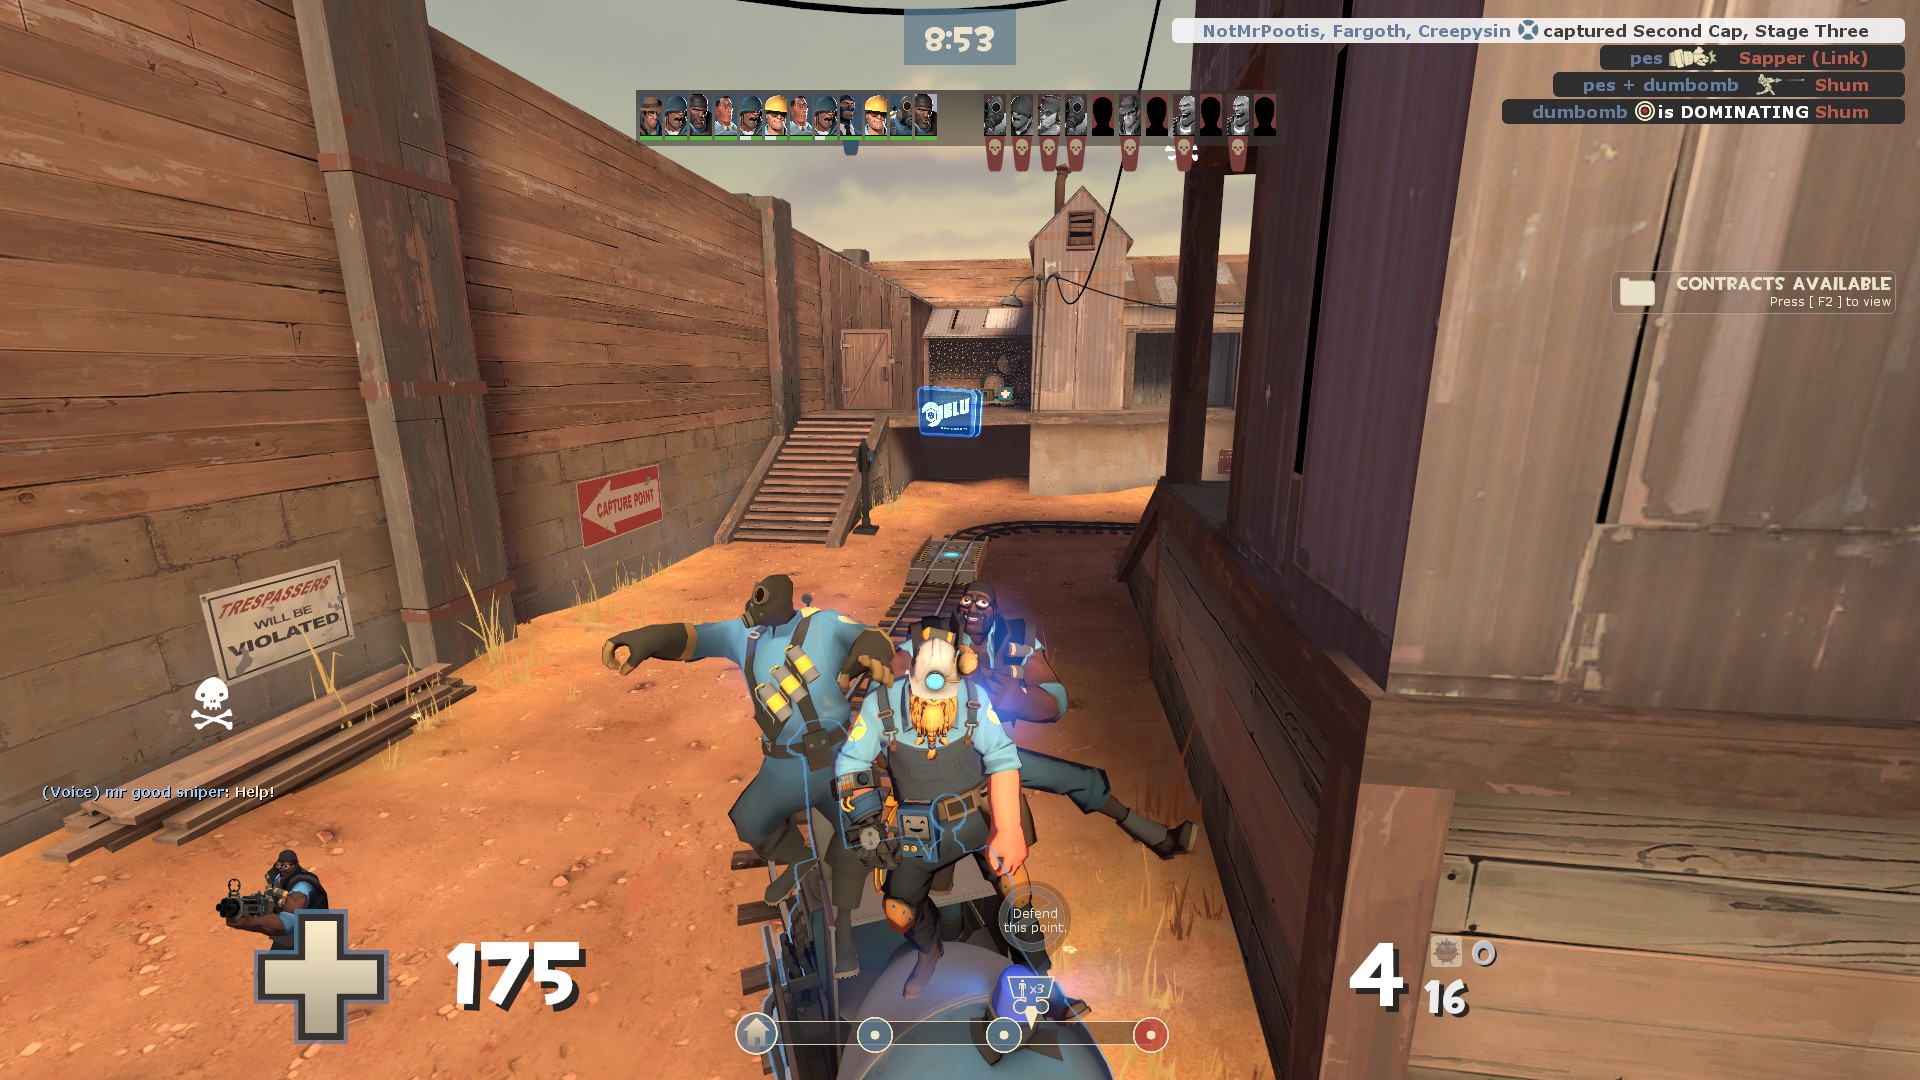 8:53
NotMrPootis, Fargoth, Creepysin captured Second Cap, Stage Three
pes Sapper (Link)
pes + dumbomb Shum
dumbomb is DOMINATING Shum
CONTRACTS AVAILABLE
Press [ F2 ] to view
BLU
CAPTURE POINT
TRESPASSERS
WILL BE
VIOLATED
(Voice) mr good sniper: Help!
Defend
this point.
175
x3
4
16
0